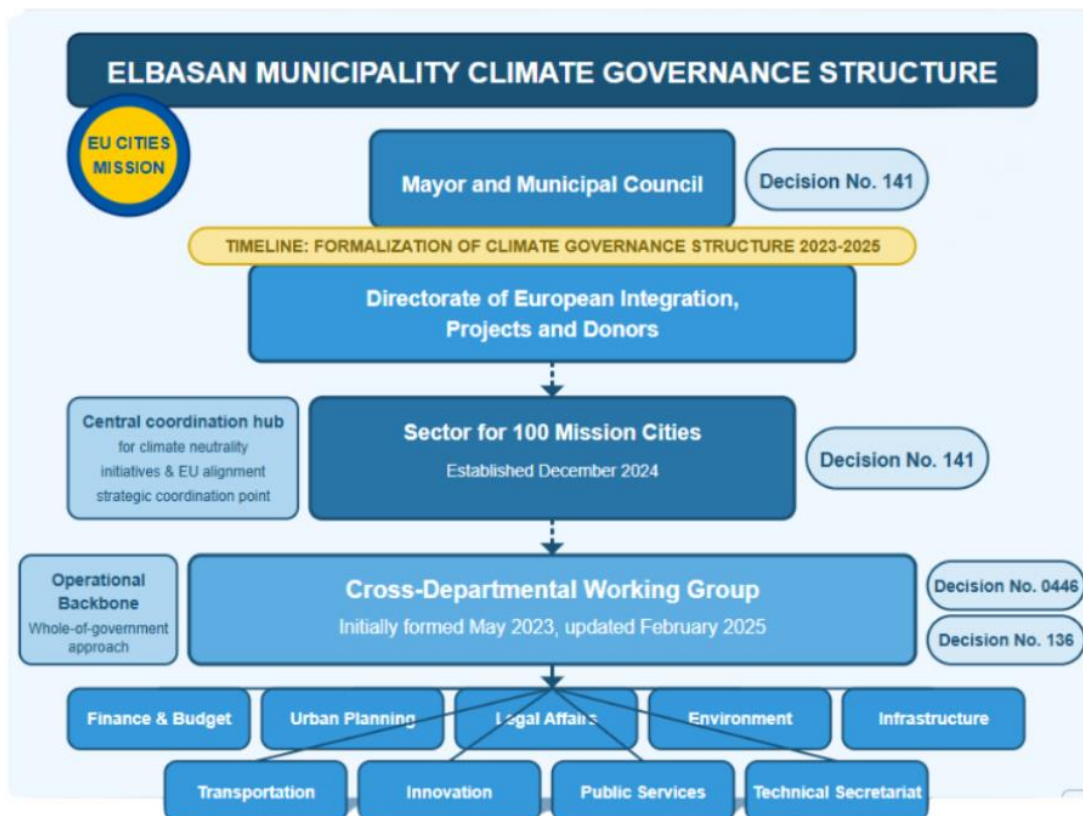 ELBASAN MUNICIPALITY CLIMATE GOVERNANCE STRUCTURE
EU CITIES
MISSION
Mayor and Municipal Council
Decision No. 141
TIMELINE: FORMALIZATION OF CLIMATE GOVERNANCE STRUCTURE 2023-2025
Directorate of European Integration,
Projects and Donors
Central coordination hub
for climate neutrality
initiatives & EU alignment
strategic coordination point
Sector for 100 Mission Cities
Established December 2024
Decision No. 141
Operational
Backbone
Whole-of-government
approach
Cross-Departmental Working Group
Initially formed May 2023, updated February 2025
Decision No. 0446
Decision No. 136
Finance & Budget
Urban Planning
Legal Affairs
Environment
Infrastructure
Transportation
Innovation
Public Services
Technical Secretariat